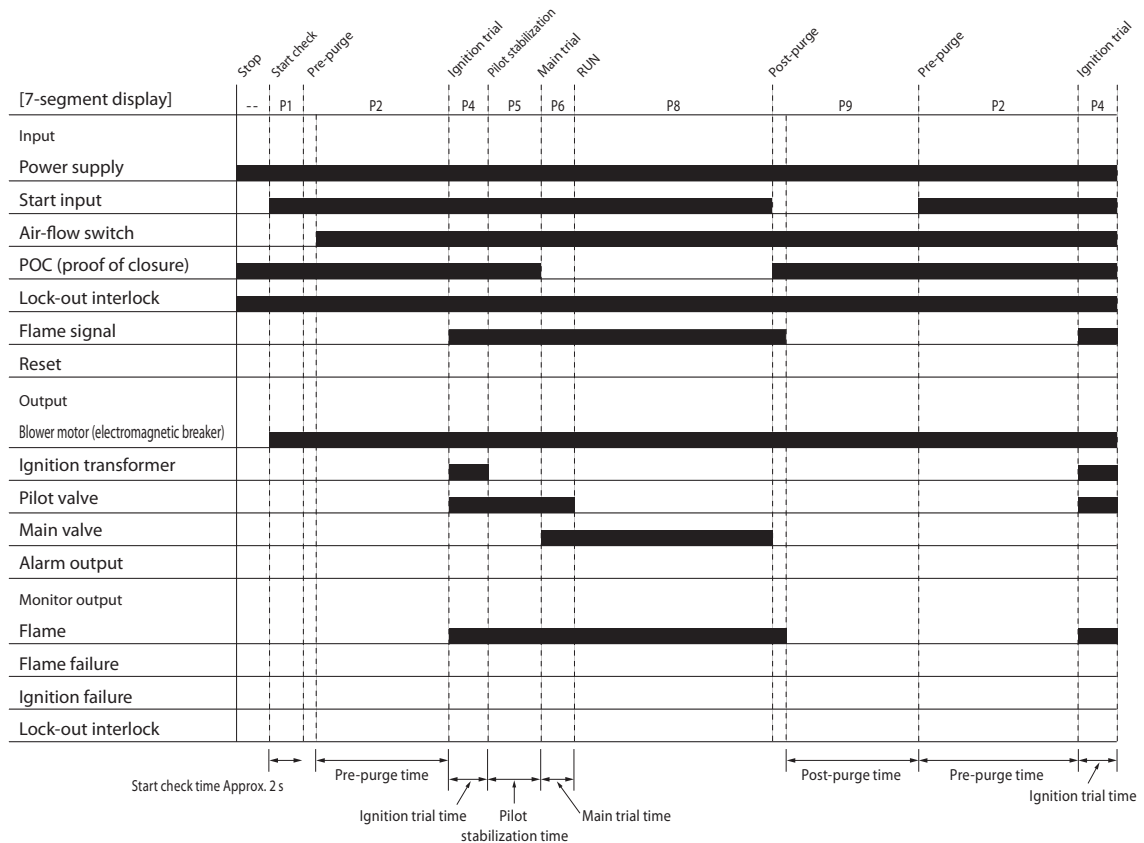 Stop
Start check
Pre-purge
Ignition trial
Pilot stabilization
Main trial
RUN
Post-purge
Pre-purge
Ignition trial
[7-segment display] -- P1 P2 P4 P5 P6 P8 P9 P2 P4
Input
Power supply
Start input
Air-flow switch
POC (proof of closure)
Lock-out interlock
Flame signal
Reset
Output
Blower motor (electromagnetic breaker)
Ignition transformer
Pilot valve
Main valve
Alarm output
Monitor output
Flame
Flame failure
Ignition failure
Lock-out interlock
Start check time Approx. 2 s
Pre-purge time
Ignition trial time
Pilot
stabilization time
Main trial time
Post-purge time
Pre-purge time
Ignition trial time